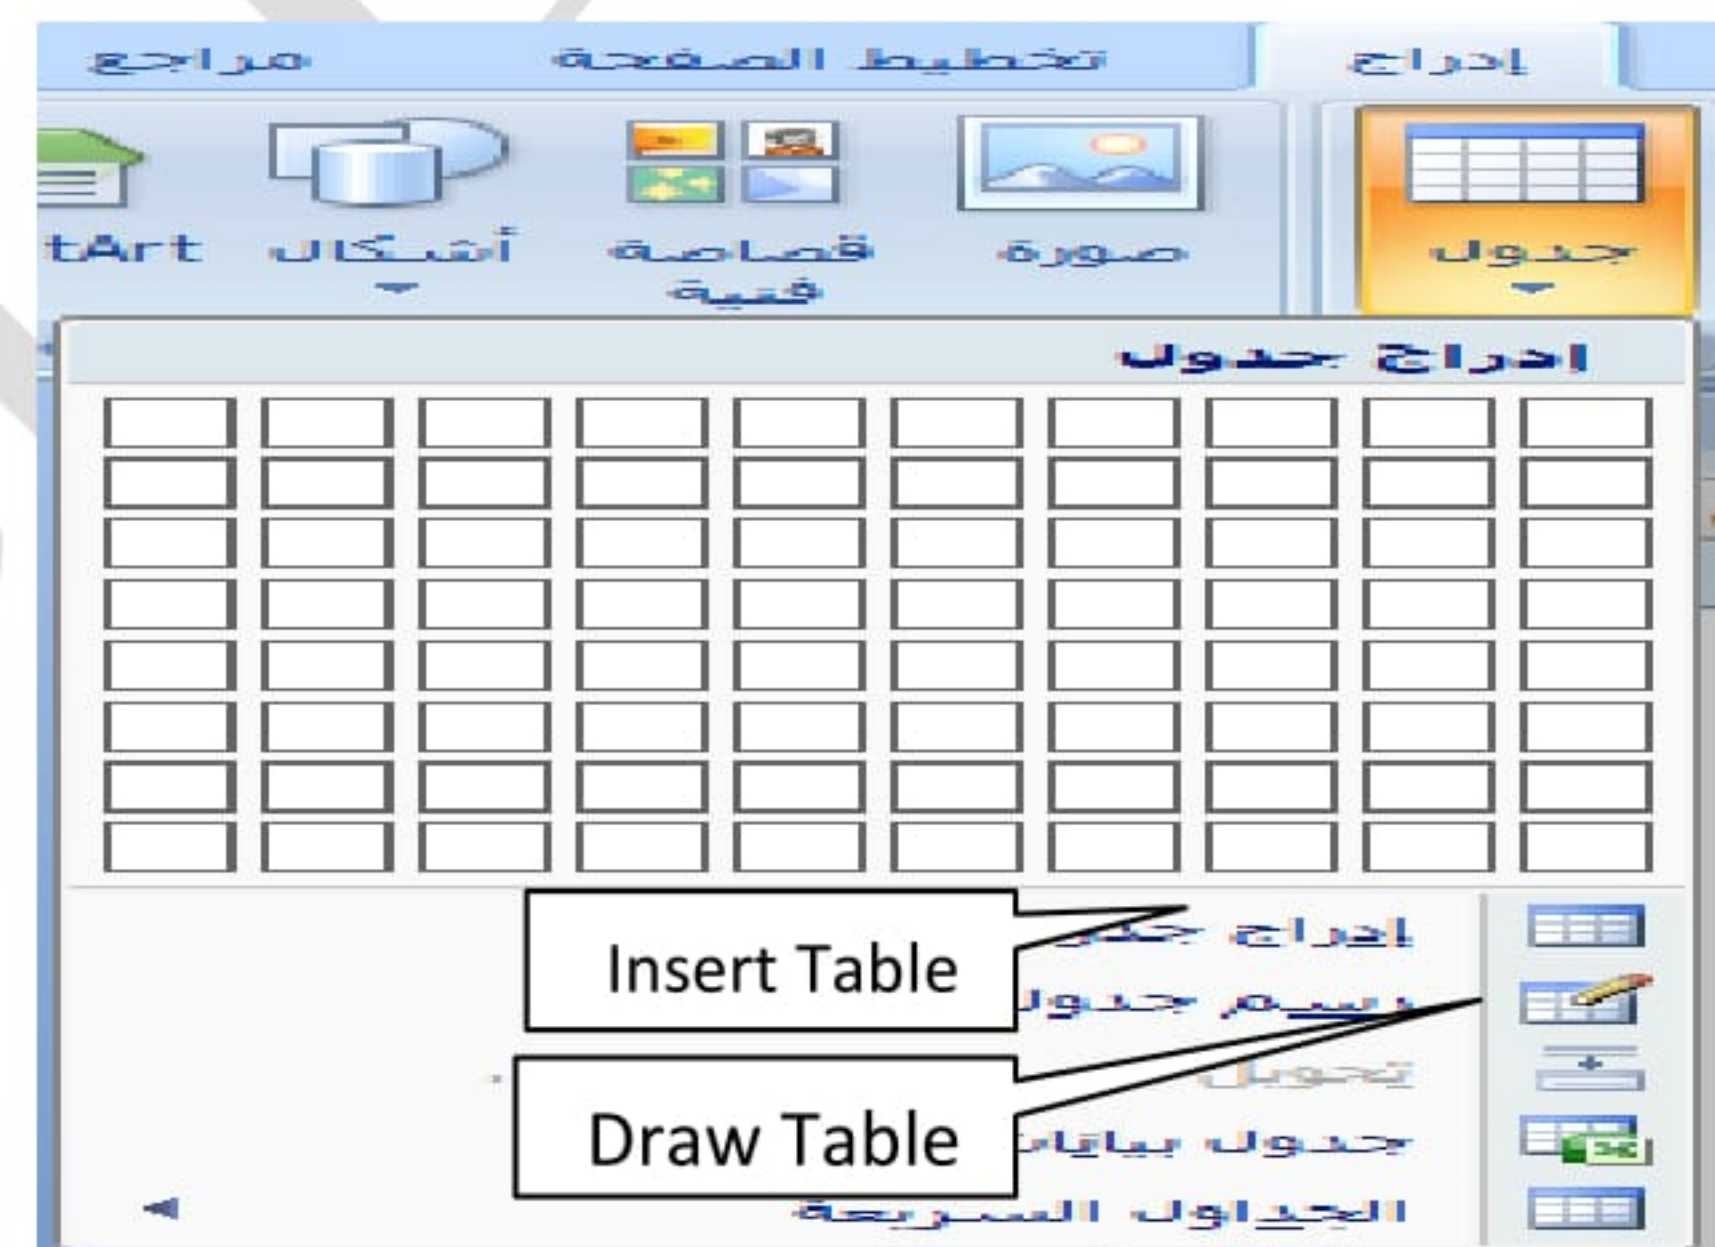 إدراج تخطيط الصفحة مراجع
جدول صورة قصاصة فنية أشكال tArt
إدراج جدول
إدراج
Insert Table
رسم جدول
تحويل
Draw Table
جدول بيانات
الجداول السريعة